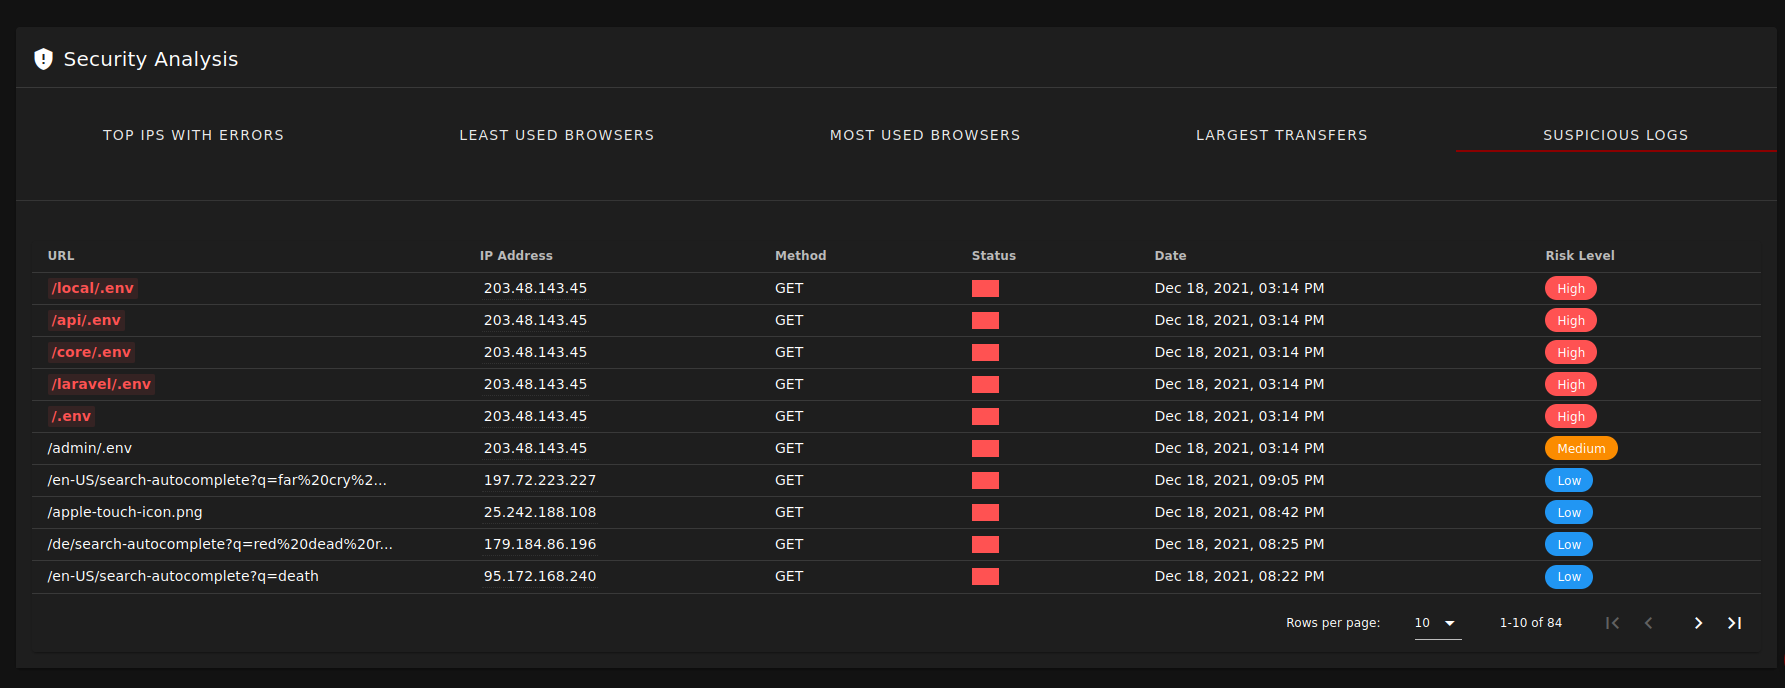 Security Analysis
TOP IPS WITH ERRORS LEAST USED BROWSERS MOST USED BROWSERS LARGEST TRANSFERS SUSPICIOUS LOGS
URL IP Address Method Status Date Risk Level
/local/.env 203.48.143.45 GET Dec 18, 2021, 03:14 PM High
/api/.env 203.48.143.45 GET Dec 18, 2021, 03:14 PM High
/core/.env 203.48.143.45 GET Dec 18, 2021, 03:14 PM High
/laravel/.env 203.48.143.45 GET Dec 18, 2021, 03:14 PM High
/.env 203.48.143.45 GET Dec 18, 2021, 03:14 PM High
/admin/.env 203.48.143.45 GET Dec 18, 2021, 03:14 PM Medium
/en-US/search-autocomplete?q=far%20cry%2... 197.72.223.227 GET Dec 18, 2021, 09:05 PM Low
/apple-touch-icon.png 25.242.188.108 GET Dec 18, 2021, 08:42 PM Low
/de/search-autocomplete?q=red%20dead%20r... 179.184.86.196 GET Dec 18, 2021, 08:25 PM Low
/en-US/search-autocomplete?q=death 95.172.168.240 GET Dec 18, 2021, 08:22 PM Low
Rows per page: 10 1-10 of 84